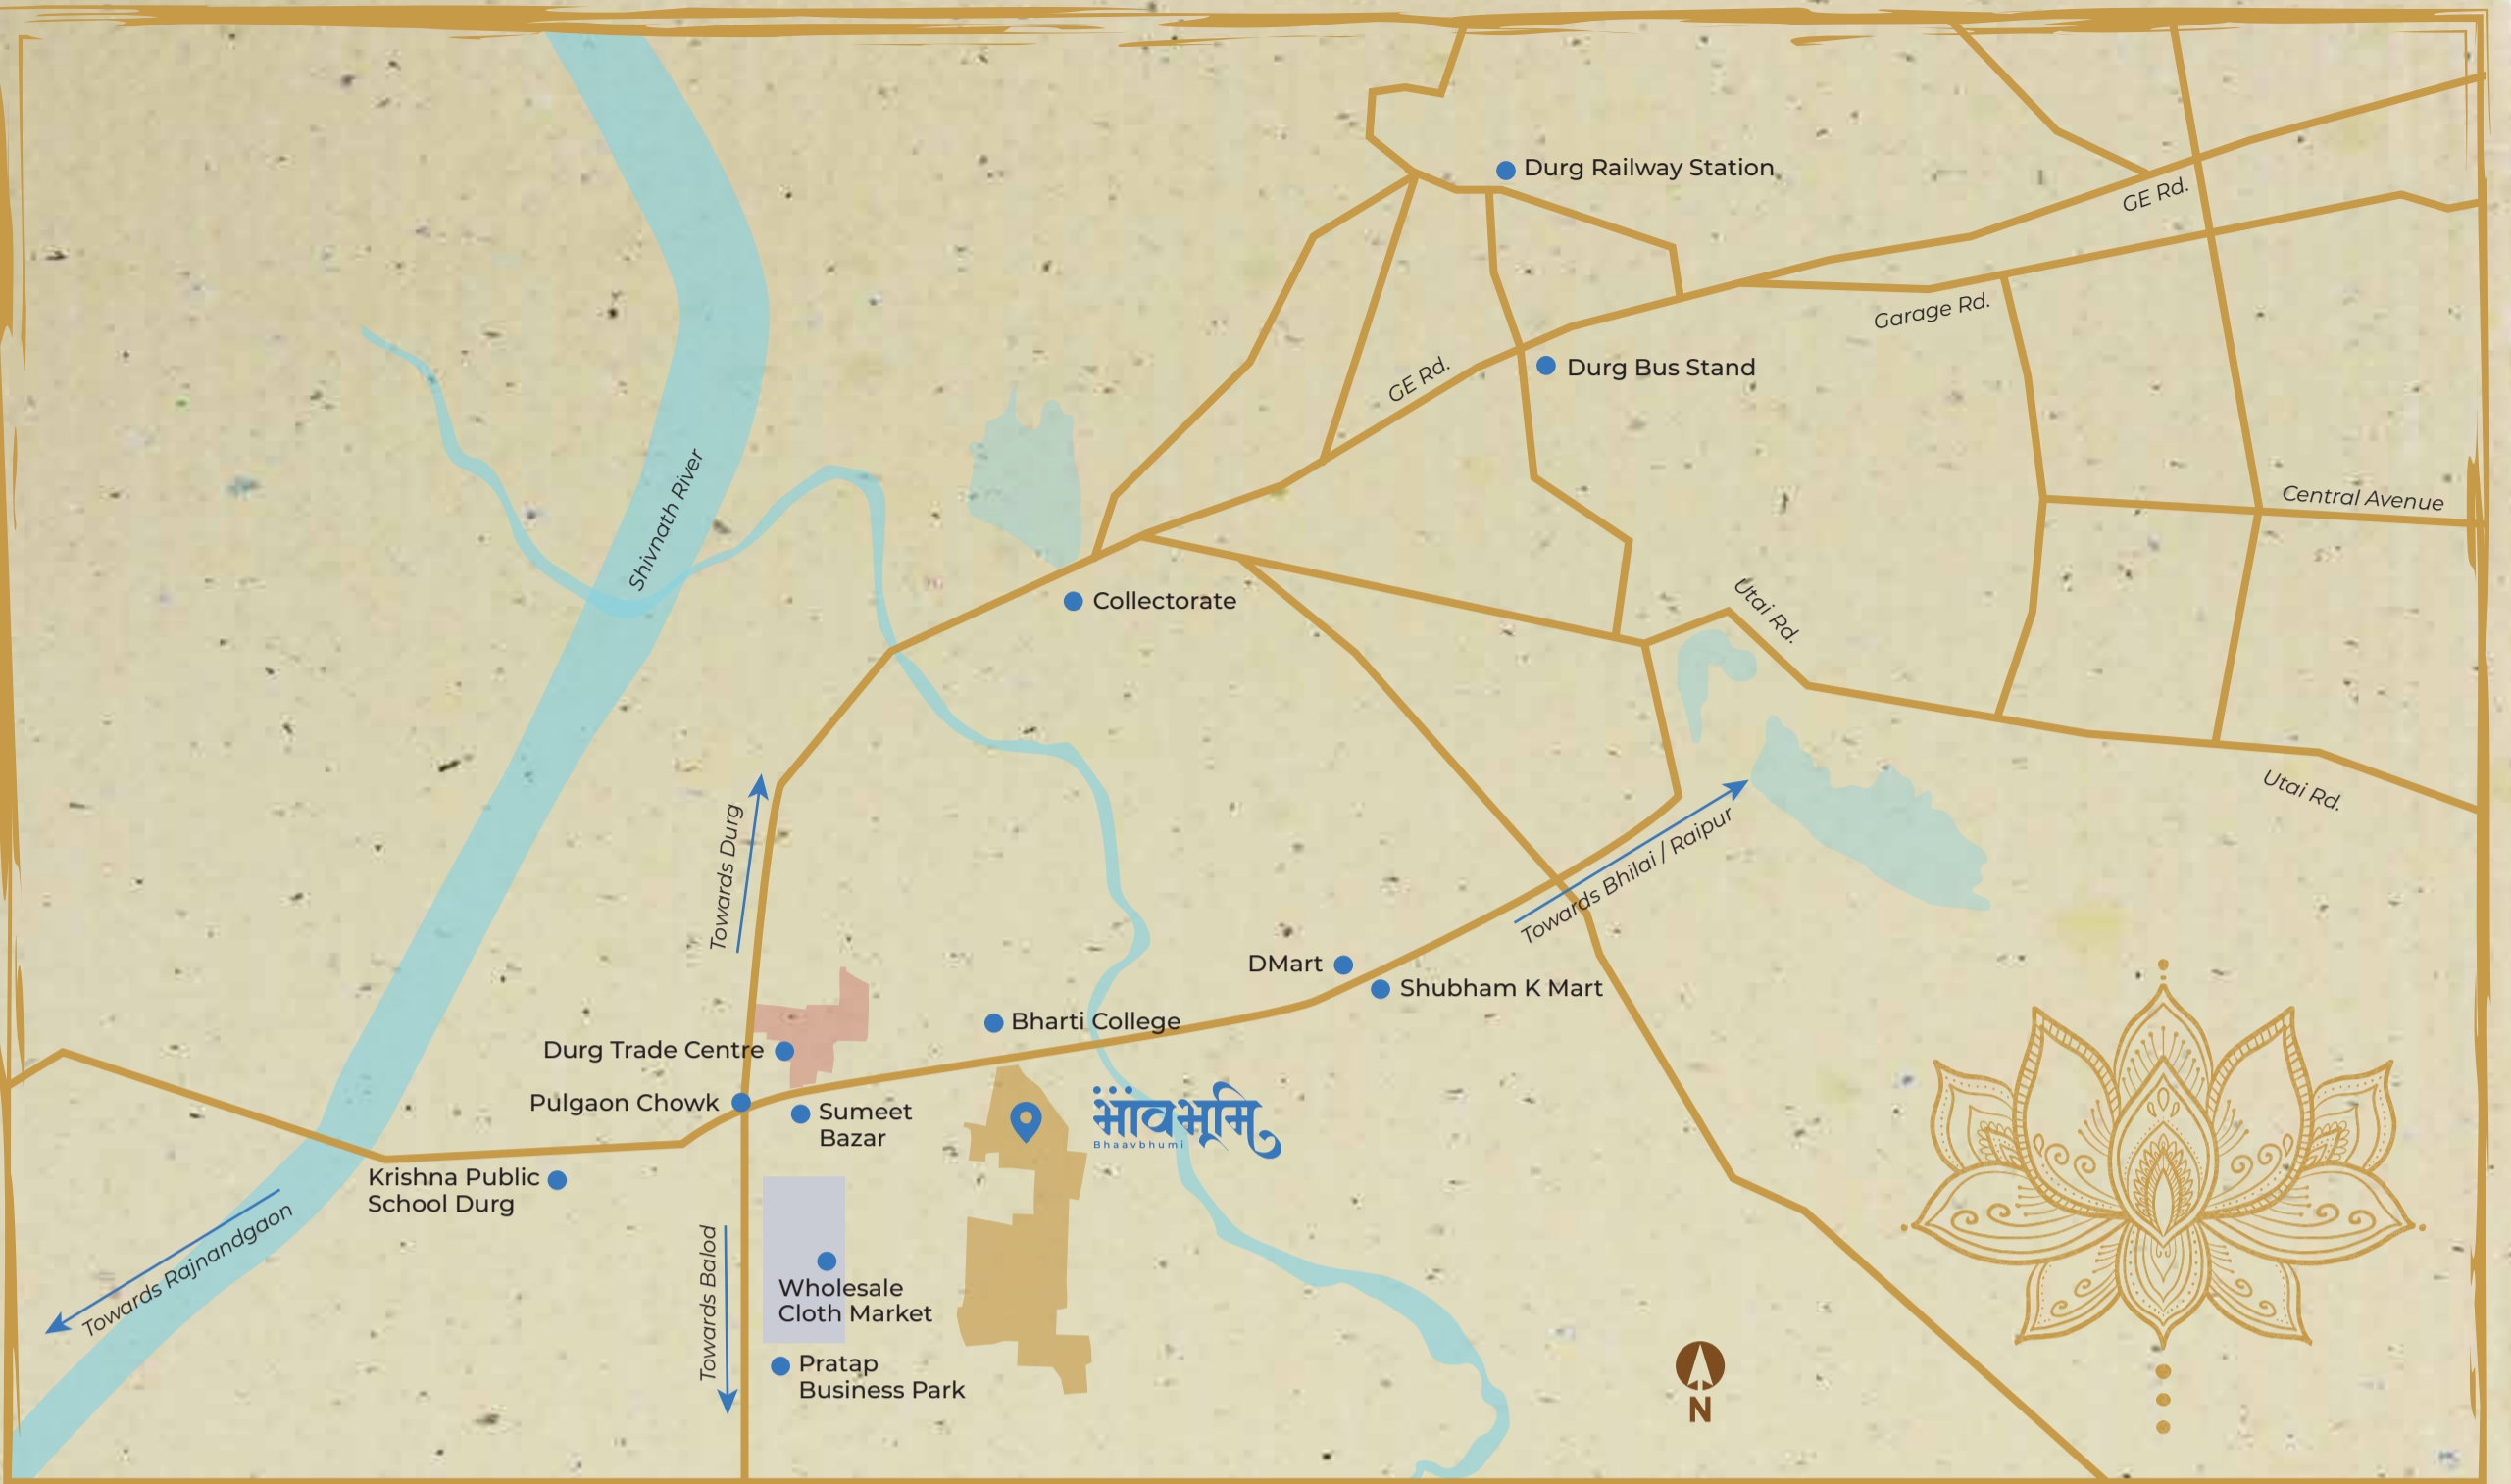 Durg Railway Station
GE Rd.
Garage Rd.
GE Rd.
Durg Bus Stand
Shivnath River
Central Avenue
Collectorate
Utai Rd.
Utai Rd.
Towards Durg
Towards Bhilai / Raipur
DMart
Shubham K Mart
Bharti College
Durg Trade Centre
Pulgaon Chowk
Sumeet
Bazar
भावभूमि
Bhaavbhumi
Krishna Public
School Durg
Towards Rajnandgaon
Towards Balod
Wholesale
Cloth Market
Pratap
Business Park
N